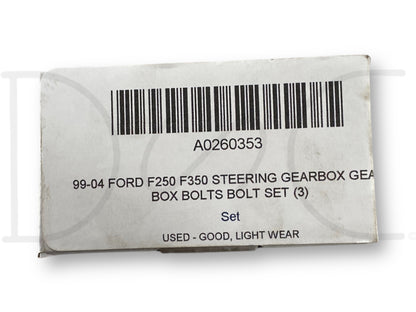 A0260353
99-04 FORD F250 F350 STEERING GEARBOX GEA
BOX BOLTS BOLT SET (3)
Set
USED - GOOD, LIGHT WEAR